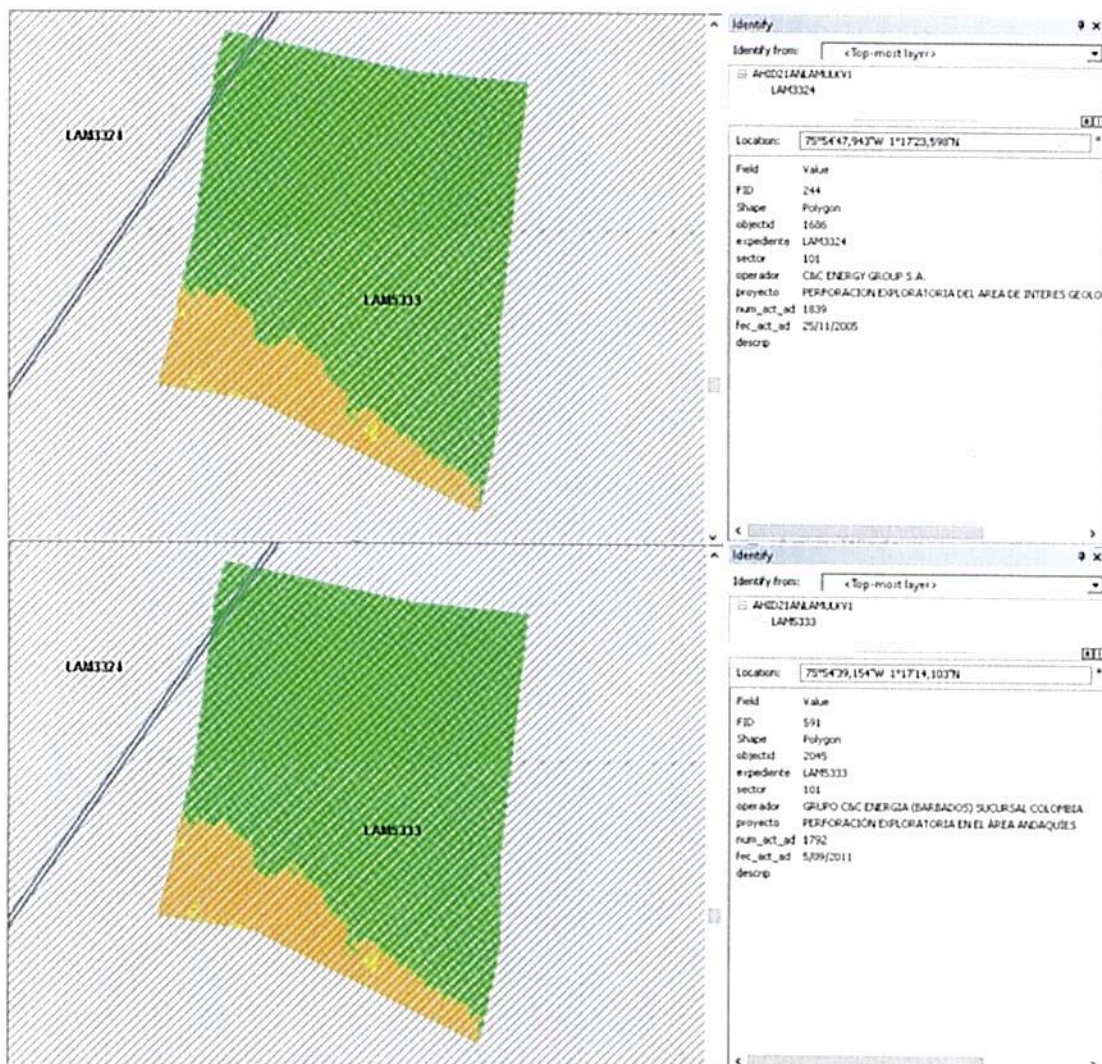 Identify
Identify from: <Top-most layer>
AHID21ANLAMULKV1
LAM3324
Location: 75°54'47,943"W 1°17'23,598"N
Field Value
FID 244
Shape Polygon
objectid 1686
expediente LAM3324
sector 101
operador C&C ENERGY GROUP S.A.
proyecto PERFORACION EXPLORATORIA DEL AREA DE INTERES GEOLO
num_act_ad 1839
fec_act_ad 25/11/2005
descrip
LAM3324
LAM5333
Identify
Identify from: <Top-most layer>
AHID21ANLAMULKV1
LAM5333
Location: 75°54'39,154"W 1°17'14,103"N
Field Value
FID 591
Shape Polygon
objectid 2045
expediente LAM5333
sector 101
operador GRUPO C&C ENERGIA (BARBADOS) SUCURSAL COLOMBIA
proyecto PERFORACIÓN EXPLORATORIA EN EL ÁREA ANDAQUÍES
num_act_ad 1792
fec_act_ad 5/09/2011
descrip
LAM3324
LAM5333